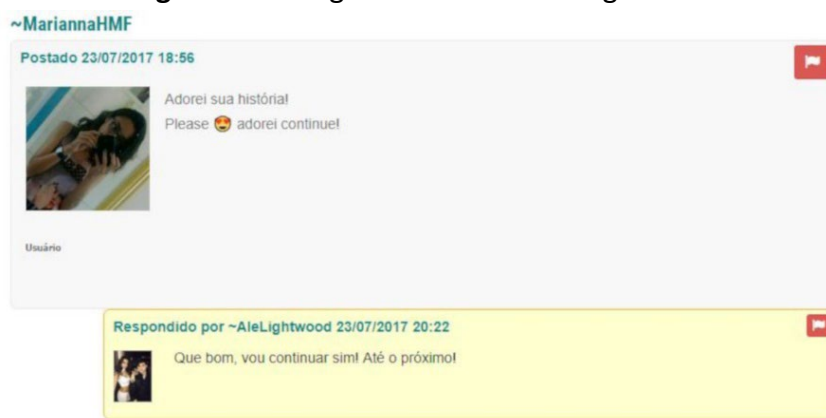 ~MariannaHMF
Postado 23/07/2017 18:56
Adorei sua história!
Please 😍 adorei continue!
Usuário
Respondido por ~AleLightwood 23/07/2017 20:22
Que bom, vou continuar sim! Até o próximo!